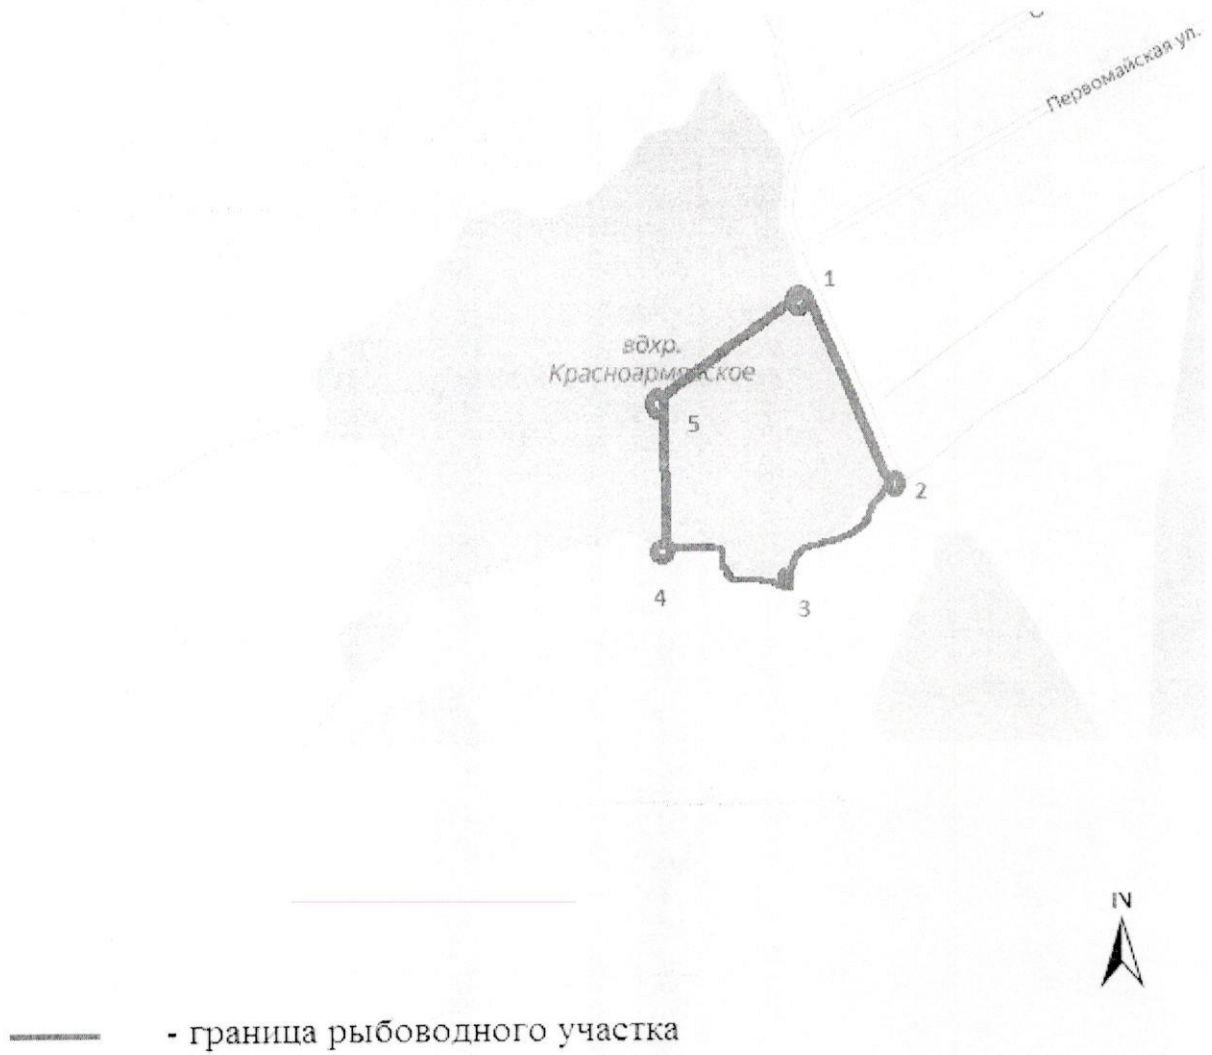 Первомайская ул.
1
вдхр.
Красноармейское
5
2
4
3
N
- граница рыбоводного участка